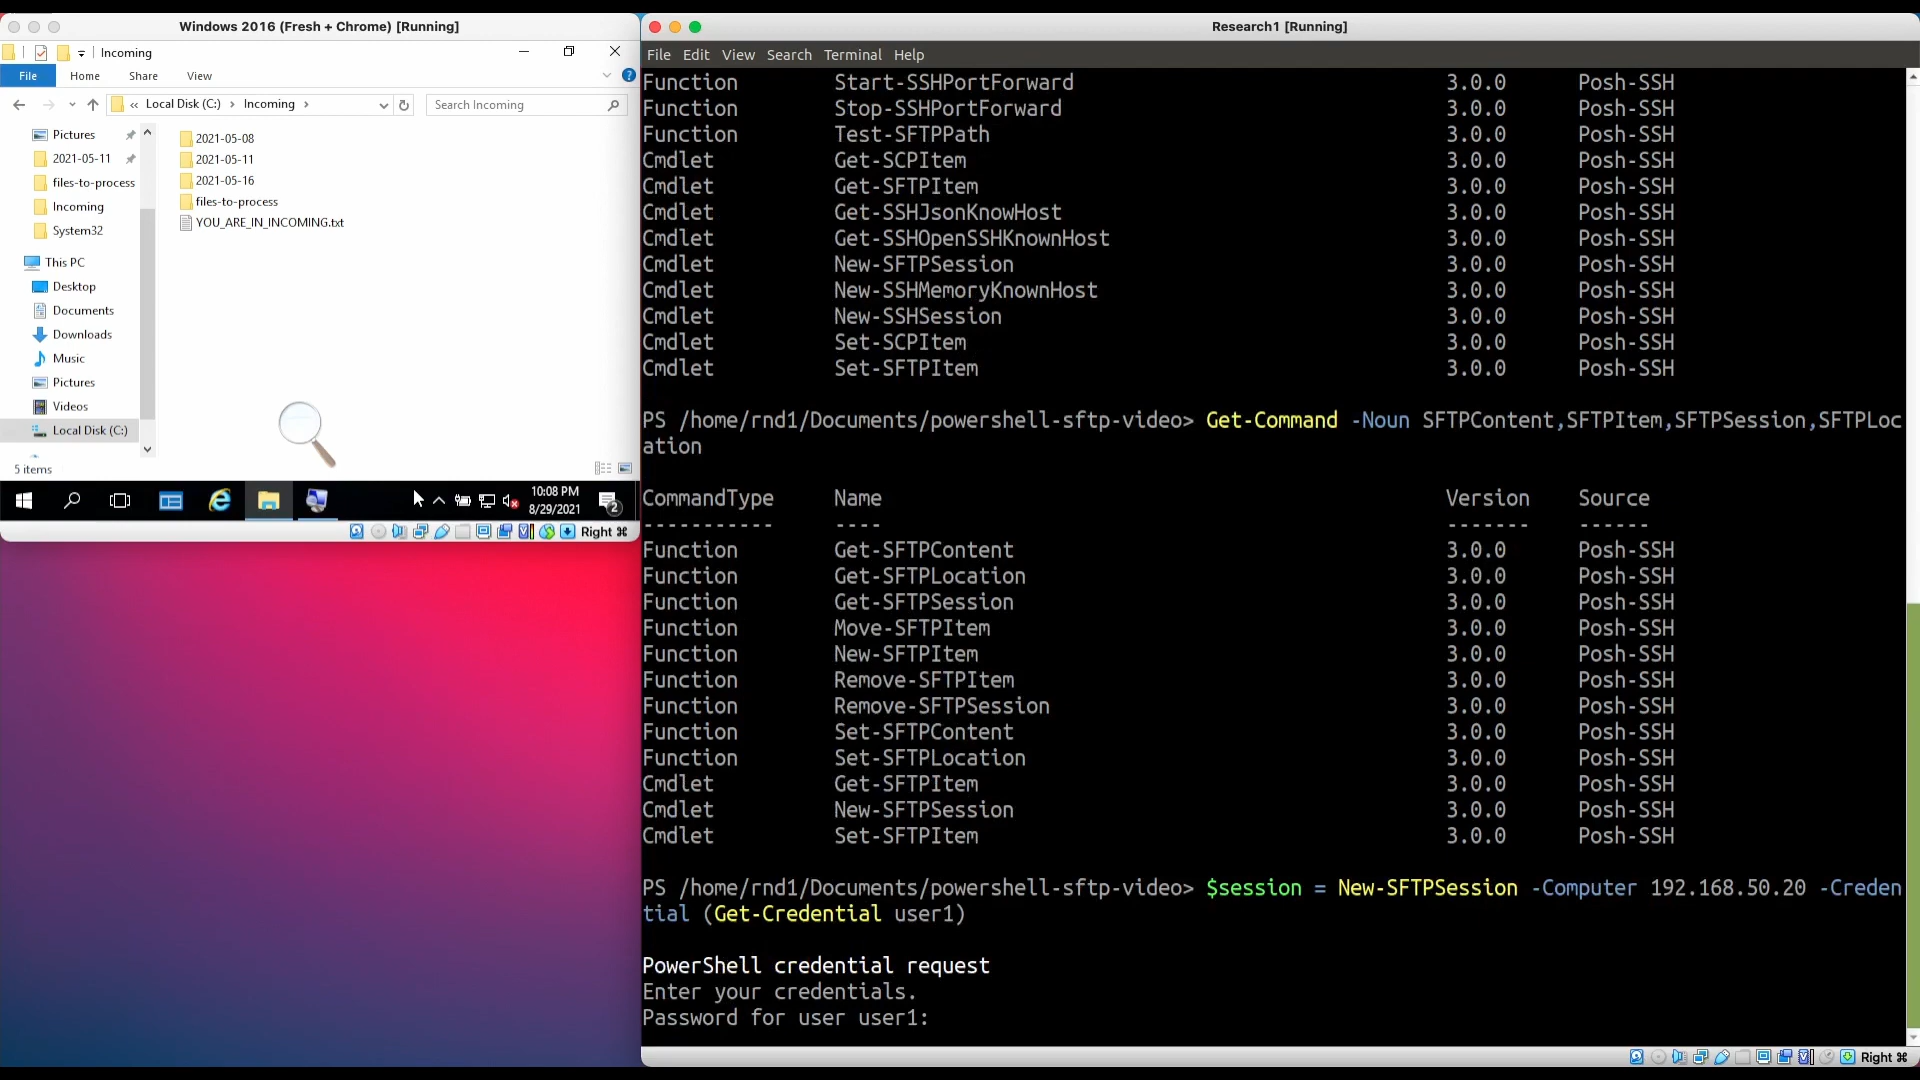 Windows 2016 (Fresh + Chrome) [Running]
Incoming
File Home Share View
« Local Disk (C:) › Incoming ›
Search Incoming
Pictures
2021-05-11
files-to-process
Incoming
System32
This PC
Desktop
Documents
Downloads
Music
Pictures
Videos
Local Disk (C:)
2021-05-08
2021-05-11
2021-05-16
files-to-process
YOU_ARE_IN_INCOMING.txt
5 items
10:08 PM
8/29/2021
2
Right ⌘
Research1 [Running]
File Edit View Search Terminal Help
Function Start-SSHPortForward 3.0.0 Posh-SSH
Function Stop-SSHPortForward 3.0.0 Posh-SSH
Function Test-SFTPPath 3.0.0 Posh-SSH
Cmdlet Get-SCPItem 3.0.0 Posh-SSH
Cmdlet Get-SFTPItem 3.0.0 Posh-SSH
Cmdlet Get-SSHJsonKnowHost 3.0.0 Posh-SSH
Cmdlet Get-SSHOpenSSHKnownHost 3.0.0 Posh-SSH
Cmdlet New-SFTPSession 3.0.0 Posh-SSH
Cmdlet New-SSHMemoryKnownHost 3.0.0 Posh-SSH
Cmdlet New-SSHSession 3.0.0 Posh-SSH
Cmdlet Set-SCPItem 3.0.0 Posh-SSH
Cmdlet Set-SFTPItem 3.0.0 Posh-SSH
PS /home/rnd1/Documents/powershell-sftp-video> Get-Command -Noun SFTPContent,SFTPItem,SFTPSession,SFTPLoc
ation
CommandType Name Version Source
----------- ---- ------- ------
Function Get-SFTPContent 3.0.0 Posh-SSH
Function Get-SFTPLocation 3.0.0 Posh-SSH
Function Get-SFTPSession 3.0.0 Posh-SSH
Function Move-SFTPItem 3.0.0 Posh-SSH
Function New-SFTPItem 3.0.0 Posh-SSH
Function Remove-SFTPItem 3.0.0 Posh-SSH
Function Remove-SFTPSession 3.0.0 Posh-SSH
Function Set-SFTPContent 3.0.0 Posh-SSH
Function Set-SFTPLocation 3.0.0 Posh-SSH
Cmdlet Get-SFTPItem 3.0.0 Posh-SSH
Cmdlet New-SFTPSession 3.0.0 Posh-SSH
Cmdlet Set-SFTPItem 3.0.0 Posh-SSH
PS /home/rnd1/Documents/powershell-sftp-video> $session = New-SFTPSession -Computer 192.168.50.20 -Creden
tial (Get-Credential user1)
PowerShell credential request
Enter your credentials.
Password for user user1:
Right ⌘